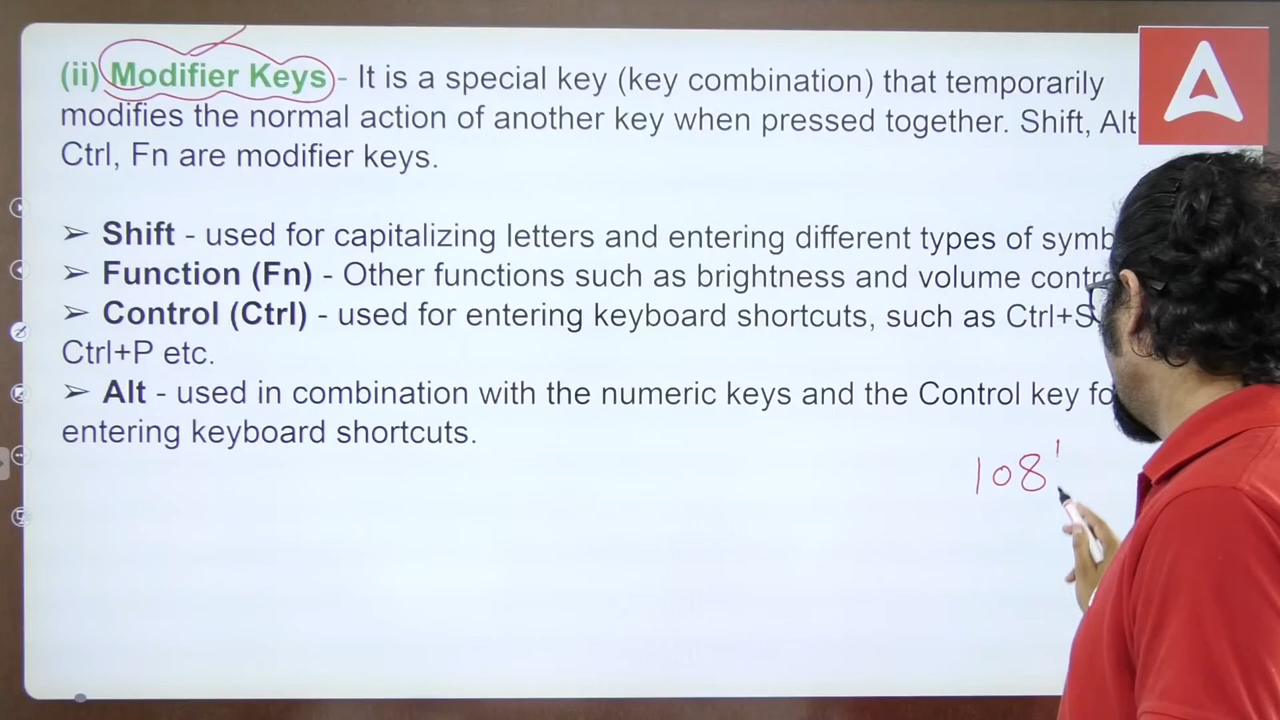 (ii) Modifier Keys - It is a special key (key combination) that temporarily
modifies the normal action of another key when pressed together. Shift, Alt
Ctrl, Fn are modifier keys.
➢ Shift - used for capitalizing letters and entering different types of symb
➢ Function (Fn) - Other functions such as brightness and volume contr
➢ Control (Ctrl) - used for entering keyboard shortcuts, such as Ctrl+S
Ctrl+P etc.
➢ Alt - used in combination with the numeric keys and the Control key fo
entering keyboard shortcuts.
108